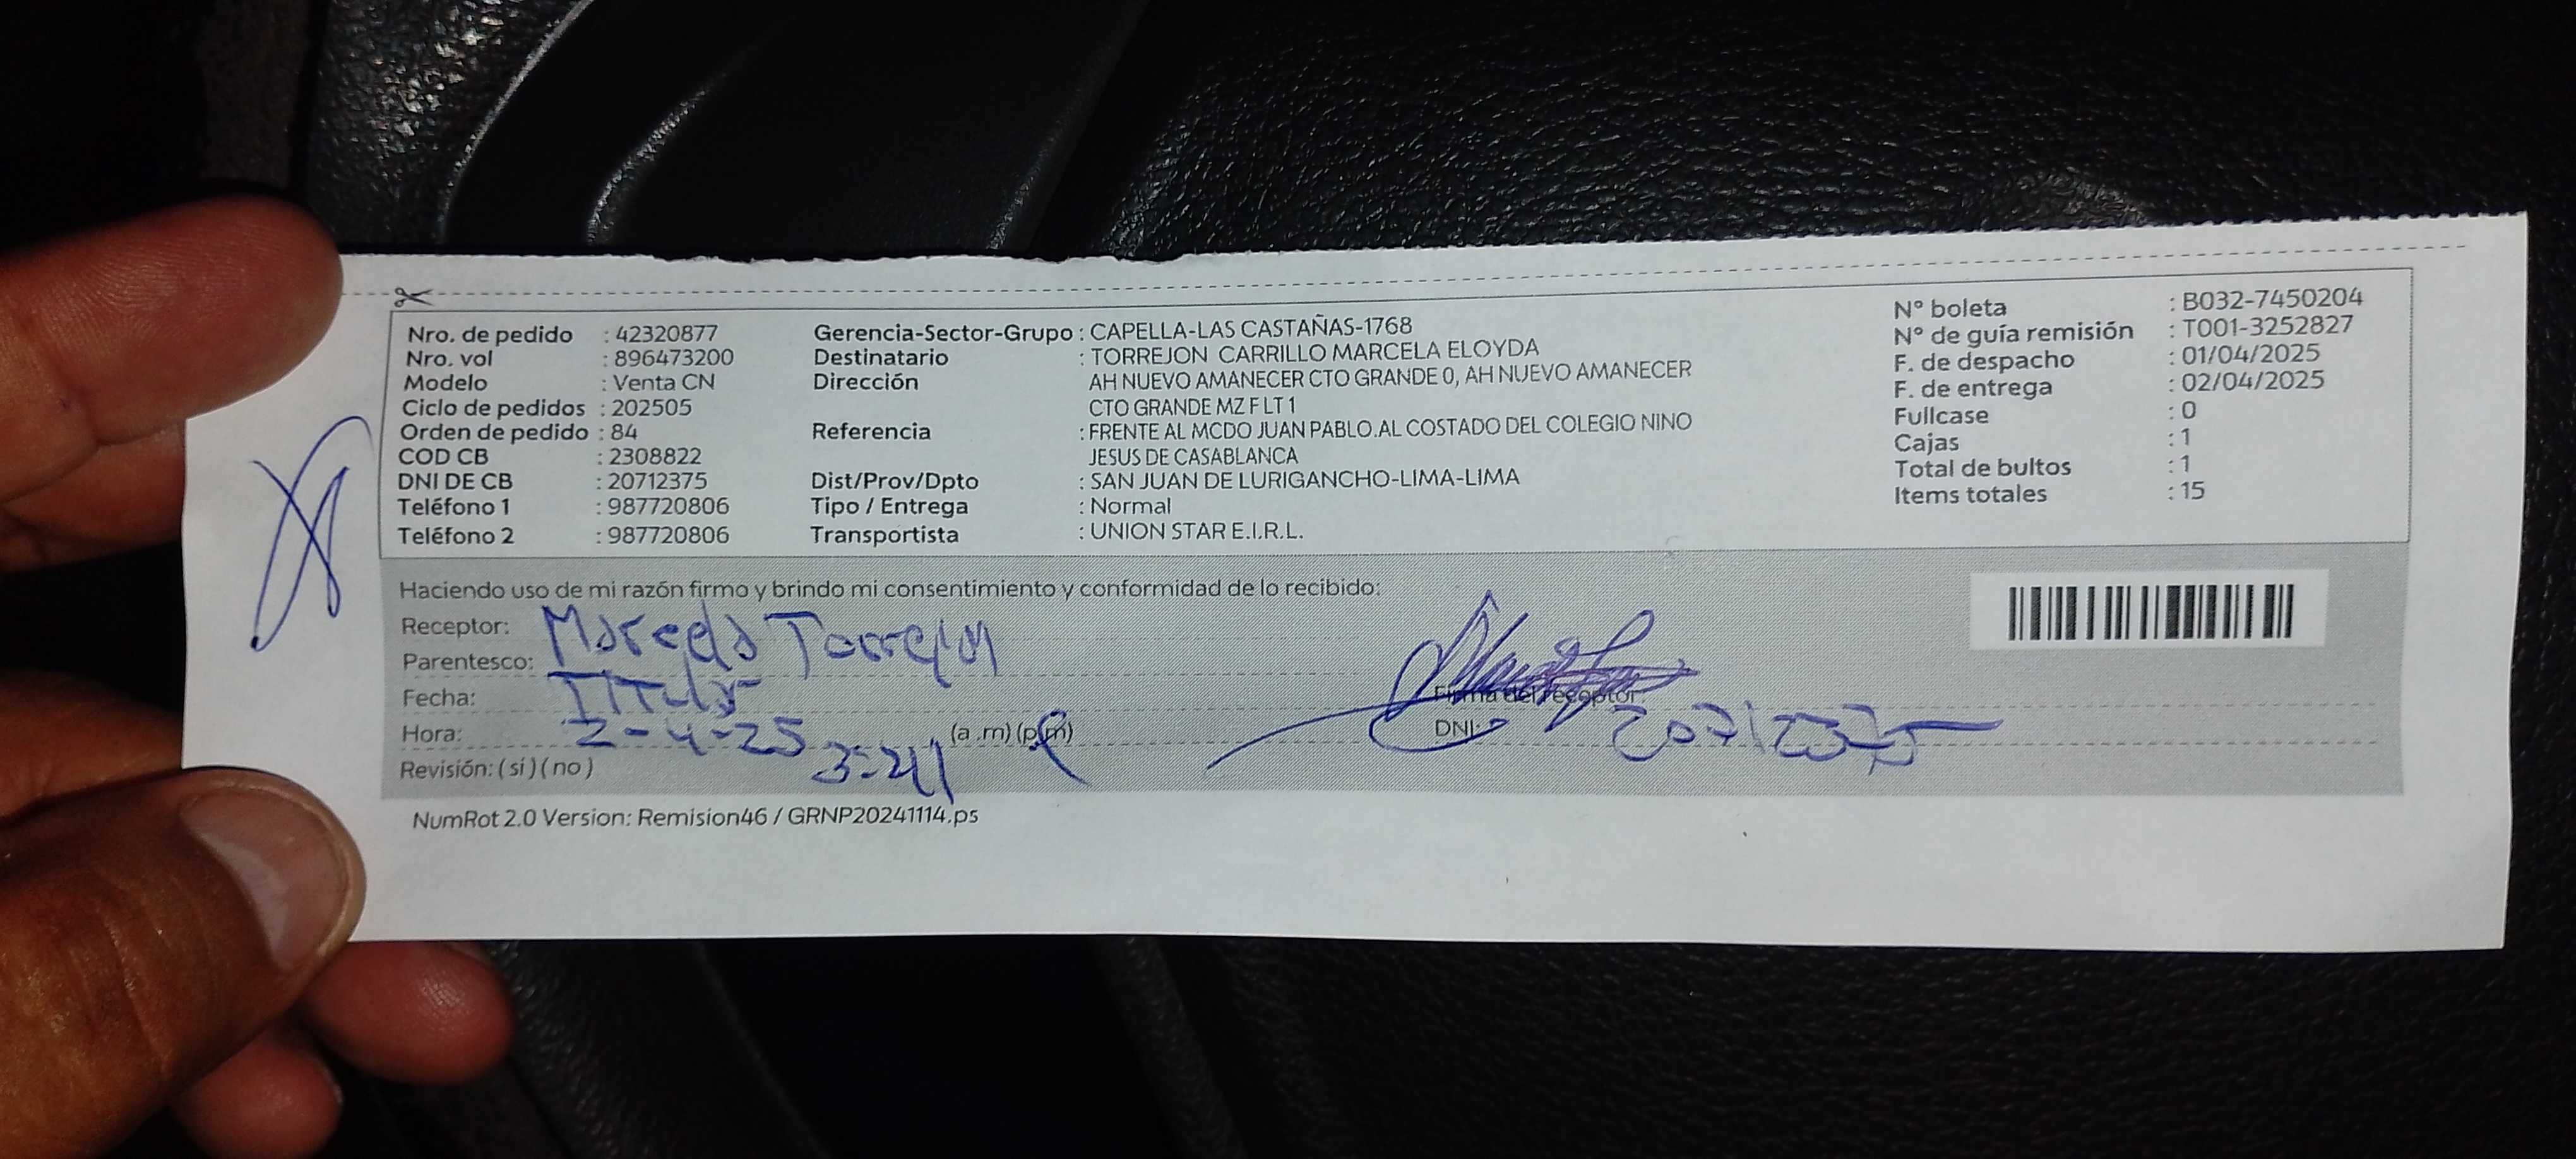 Nro. de pedido : 42320877
Nro. vol : 896473200
Modelo : Venta CN
Ciclo de pedidos : 202505
Orden de pedido : 84
COD CB : 2308822
DNI DE CB : 20712375
Teléfono 1 : 987720806
Teléfono 2 : 987720806
Gerencia-Sector-Grupo : CAPELLA-LAS CASTAÑAS-1768
Destinatario : TORREJON CARRILLO MARCELA ELOYDA
Dirección AH NUEVO AMANECER CTO GRANDE 0, AH NUEVO AMANECER
CTO GRANDE MZ F LT 1
Referencia : FRENTE AL MCDO JUAN PABLO.AL COSTADO DEL COLEGIO NINO
JESUS DE CASABLANCA
Dist/Prov/Dpto : SAN JUAN DE LURIGANCHO-LIMA-LIMA
Tipo / Entrega : Normal
Transportista : UNION STAR E.I.R.L.
N° boleta : B032-7450204
N° de guía remisión : T001-3252827
F. de despacho : 01/04/2025
F. de entrega : 02/04/2025
Fullcase : 0
Cajas : 1
Total de bultos : 1
Items totales : 15
Haciendo uso de mi razón firmo y brindo mi consentimiento y conformidad de lo recibido:
Receptor: Marcela Torrejon
Parentesco: Titular
Fecha: 2-4-25
Hora: 3:41 (a .m) (p.m)
Revisión: ( si ) ( no )
Firma del receptor
DNI: 20712375
NumRot 2.0 Version: Remision46 / GRNP20241114.ps